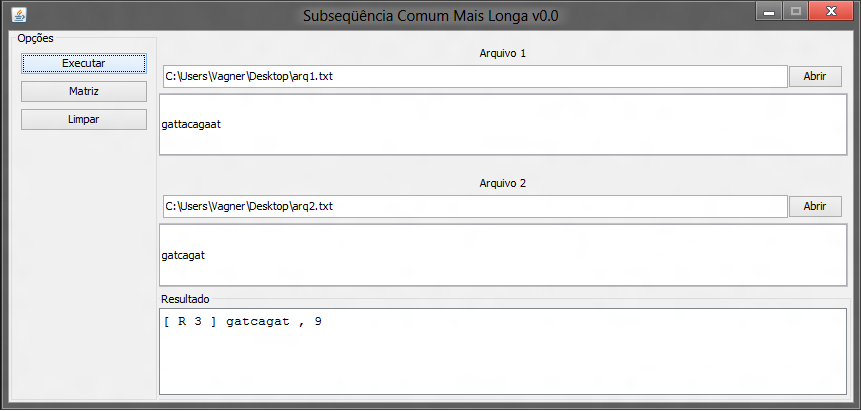 Subseqüência Comum Mais Longa v0.0
Opções
Executar
Matriz
Limpar
Arquivo 1
C:\Users\Vagner\Desktop\arq1.txt Abrir
gattacagaat
Arquivo 2
C:\Users\Vagner\Desktop\arq2.txt Abrir
gatcagat
Resultado
[ R 3 ] gatcagat , 9